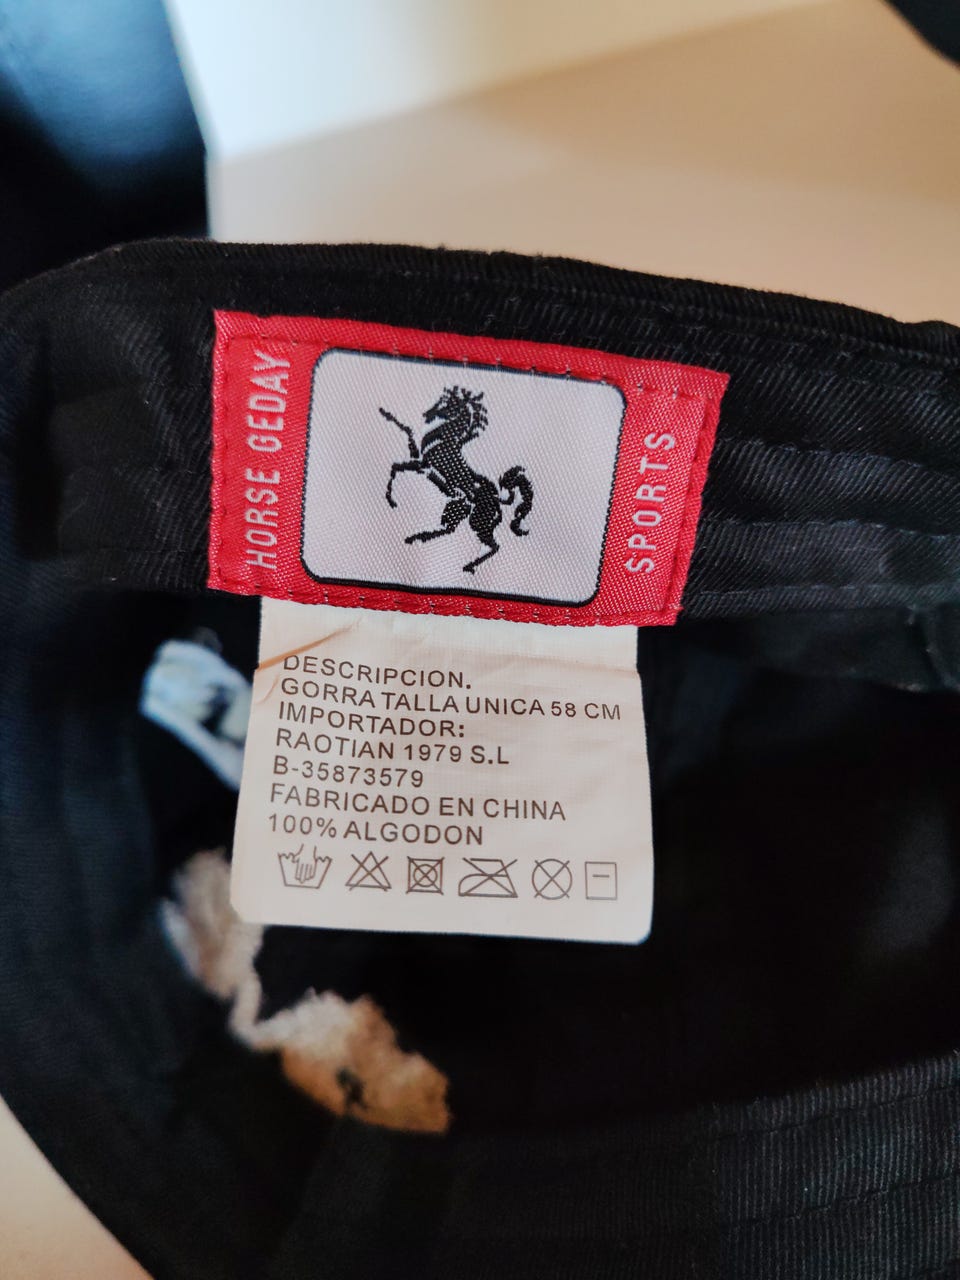 HORSE GEDAY
SPORTS
DESCRIPCION.
GORRA TALLA UNICA 58 CM
IMPORTADOR:
RAOTIAN 1979 S.L
B-35873579
FABRICADO EN CHINA
100% ALGODON